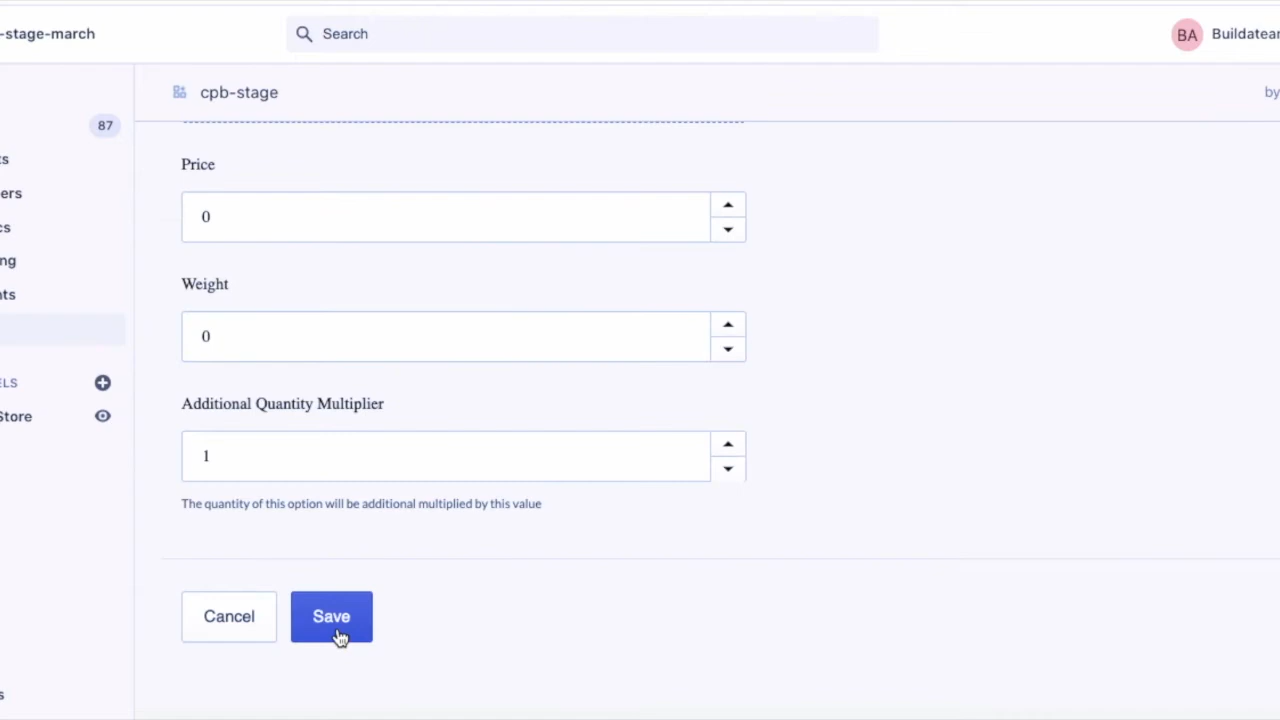 -stage-march
Search
BA
Buildatear
cpb-stage
by
87
ts
ers
cs
ng
nts
ELS
Store
s
Price
0
Weight
0
Additional Quantity Multiplier
1
The quantity of this option will be additional multiplied by this value
Cancel
Save